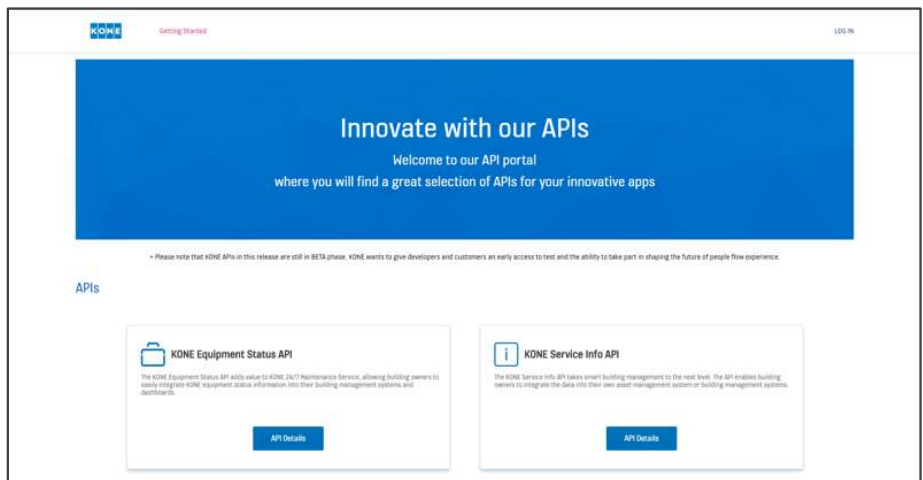 KONE
Getting Started
LOG IN
Innovate with our APIs
Welcome to our API portal
where you will find a great selection of APIs for your innovative apps
* Please note that KONE APIs in this release are still in BETA phase. KONE wants to give developers and customers an early access to test and the ability to take part in shaping the future of people flow experience.
APIs
KONE Equipment Status API
The KONE Equipment Status API adds value to KONE 24/7 Maintenance Service, allowing building owners to
easily integrate KONE equipment status information into their building management systems and
dashboards.
API Details
i
KONE Service Info API
The KONE Service Info API takes smart building management to the next level. The API enables building
owners to integrate the data into their own asset management system or building management systems.
API Details